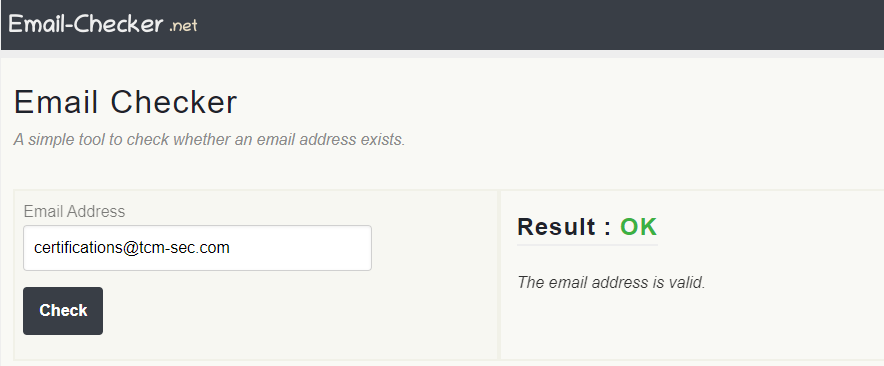 Email-Checker .net
Email Checker
A simple tool to check whether an email address exists.
Email Address
certifications@tcm-sec.com
Check
Result : OK
The email address is valid.